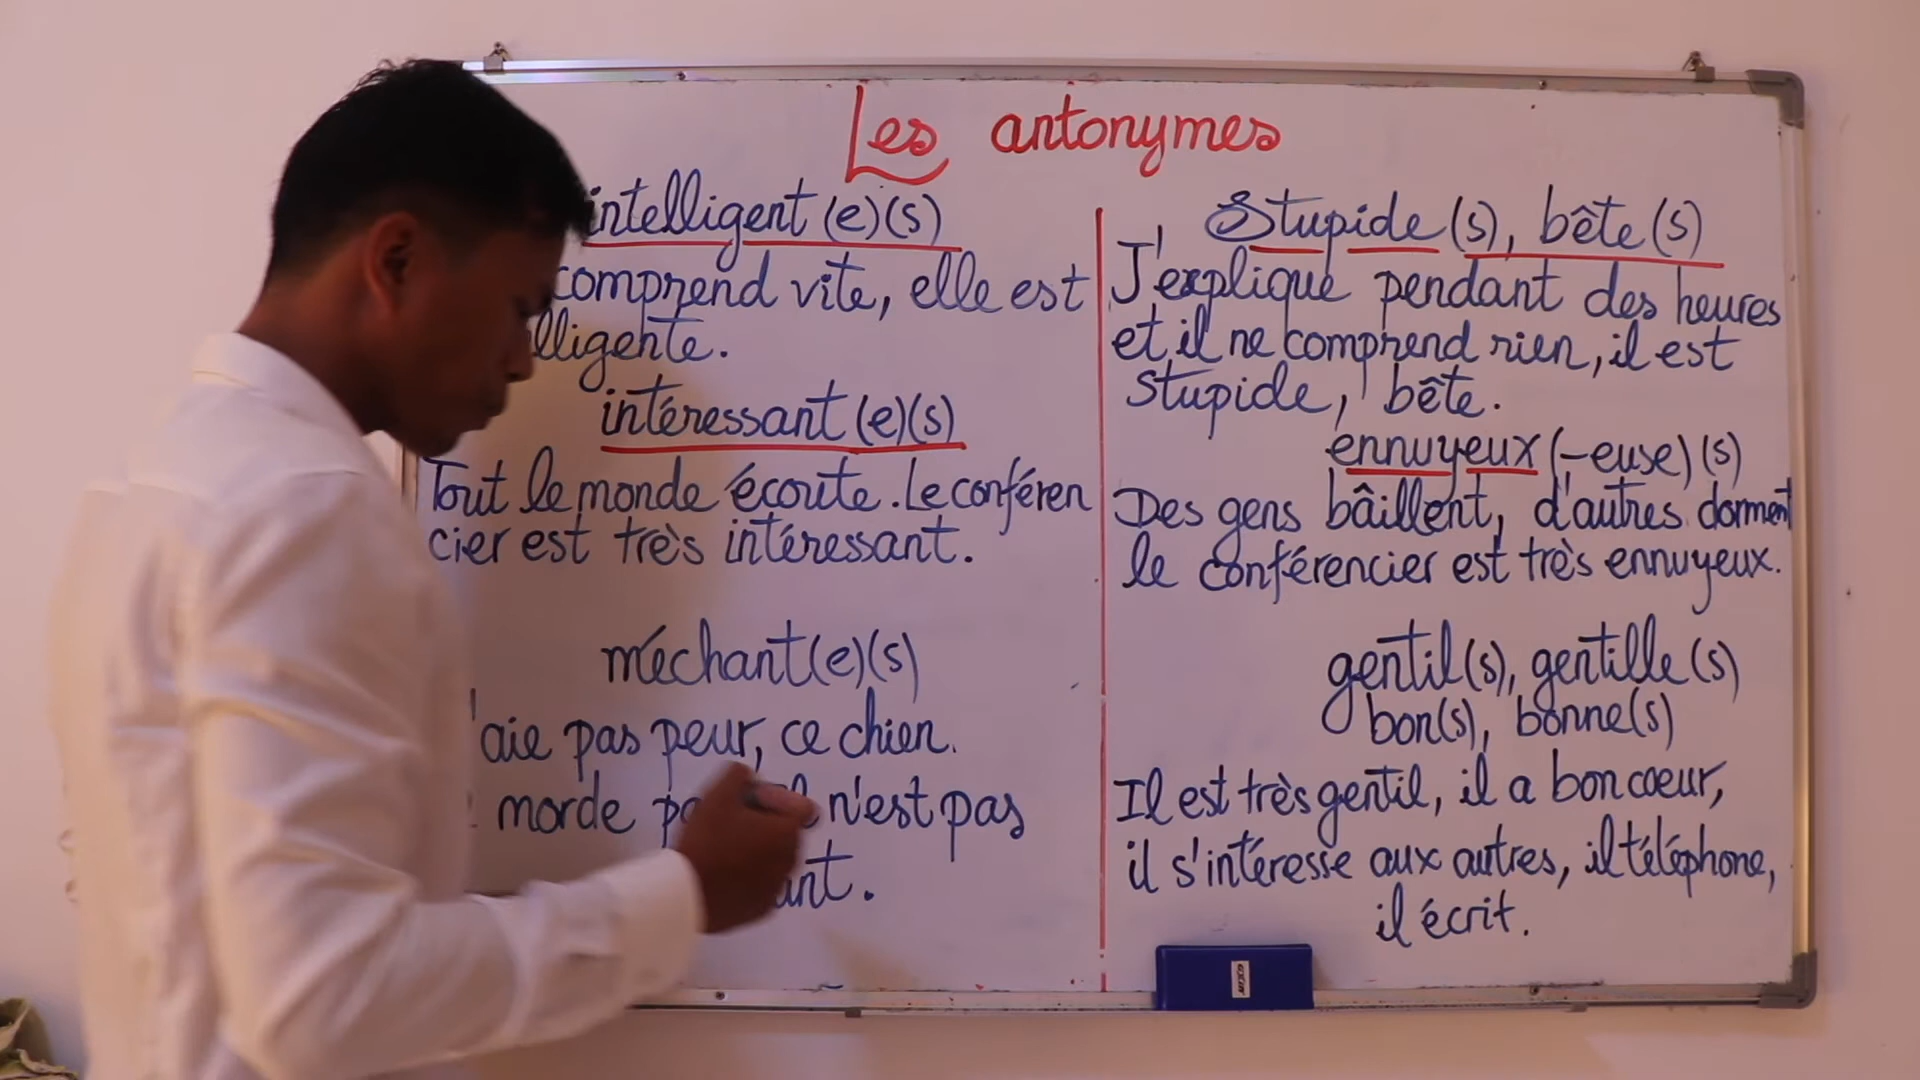 Les antonymes
intelligent(e)(s)
comprend vite, elle est
lligente.
intéressant(e)(s)
Tout le monde écoute. Le conféren
cier est très intéressant.
méchant(e)(s)
'aie pas peur, ce chien.
morde n'est pas
ant.
Stupide(s), bête(s)
J'explique pendant des heures
et il ne comprend rien, il est
stupide, bête.
ennuyeux(-euse)(s)
Des gens bâillent, d'autres dorment
le conférencier est très ennuyeux.
gentil(s), gentille(s)
bon(s), bonne(s)
Il est très gentil, il a bon coeur,
il s'intéresse aux autres, il téléphone,
il écrit.